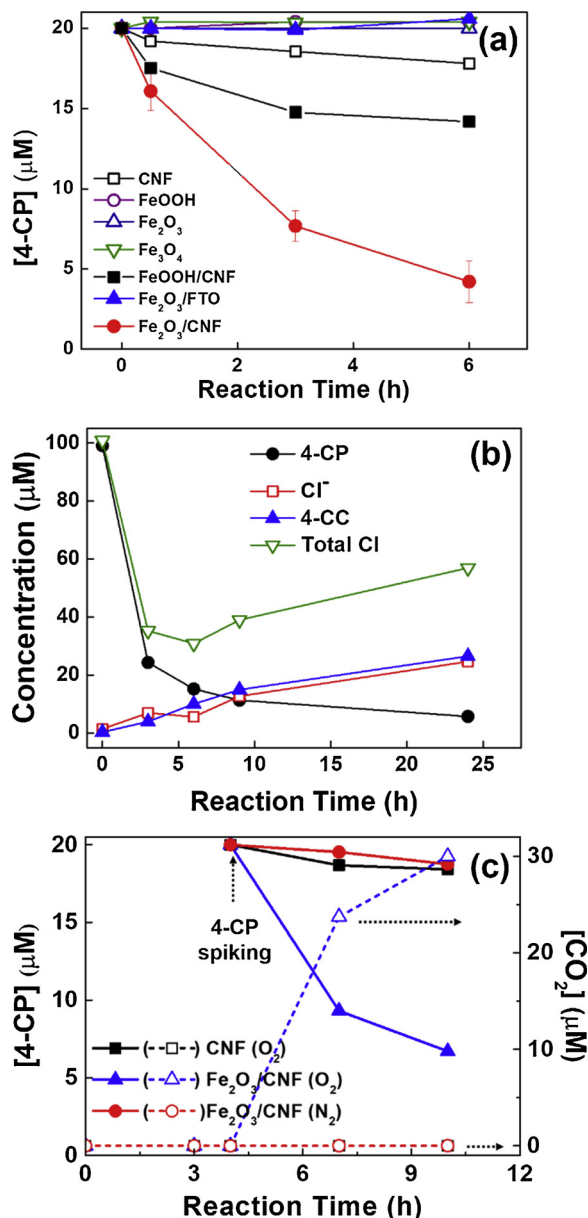 (a)
20
15
10
5
0
[4-CP] (µM)
CNF
FeOOH
Fe₂O₃
Fe₃O₄
FeOOH/CNF
Fe₂O₃/FTO
Fe₂O₃/CNF
0 2 4 6
Reaction Time (h)
(b)
100
80
60
40
20
0
Concentration (µM)
4-CP
Cl⁻
4-CC
Total Cl
0 5 10 15 20 25
Reaction Time (h)
(c)
20
15
10
5
0
[4-CP] (µM)
4-CP
spiking
30
20
10
0
[CO₂] (µM)
( ) CNF (O₂)
( ) Fe₂O₃/CNF (O₂)
( )Fe₂O₃/CNF (N₂)
0 3 6 9 12
Reaction Time (h)